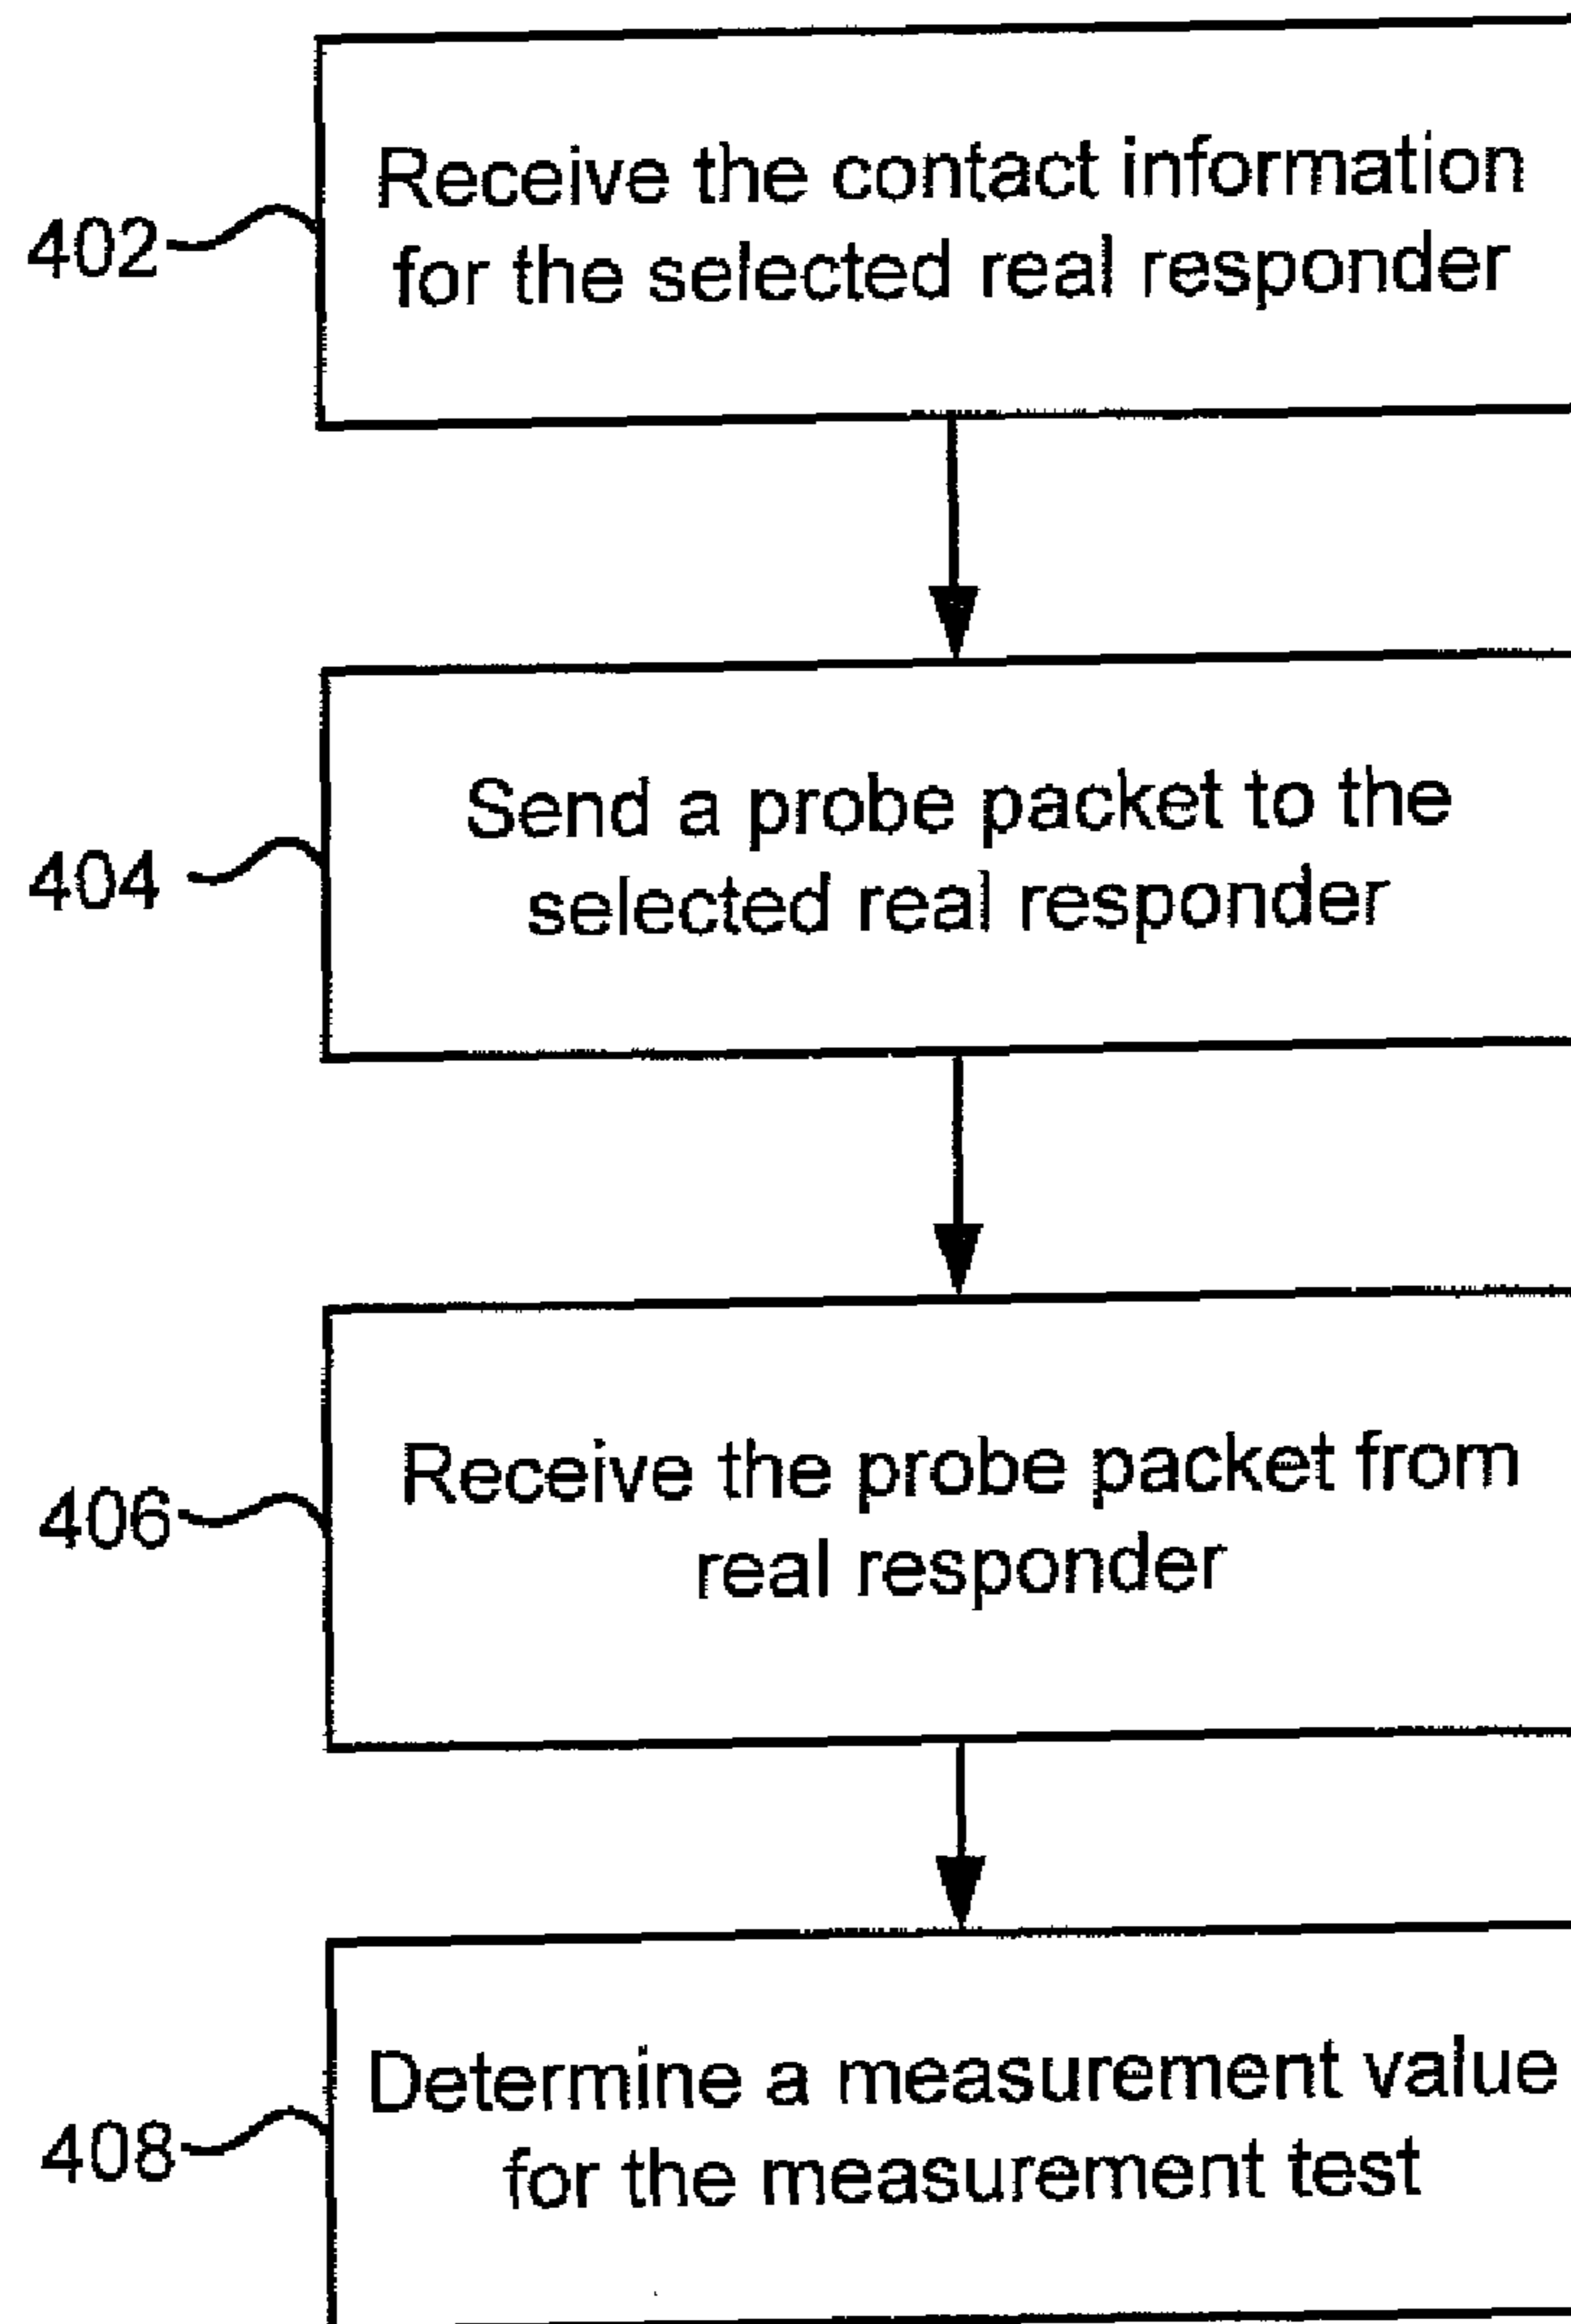 Receive the contact information
402
for the selected real responder
Send a probe packet to the
404
selected real responder
Receive the probe packet from
406
real responder
Determine a measurement value
408
for the measurement test